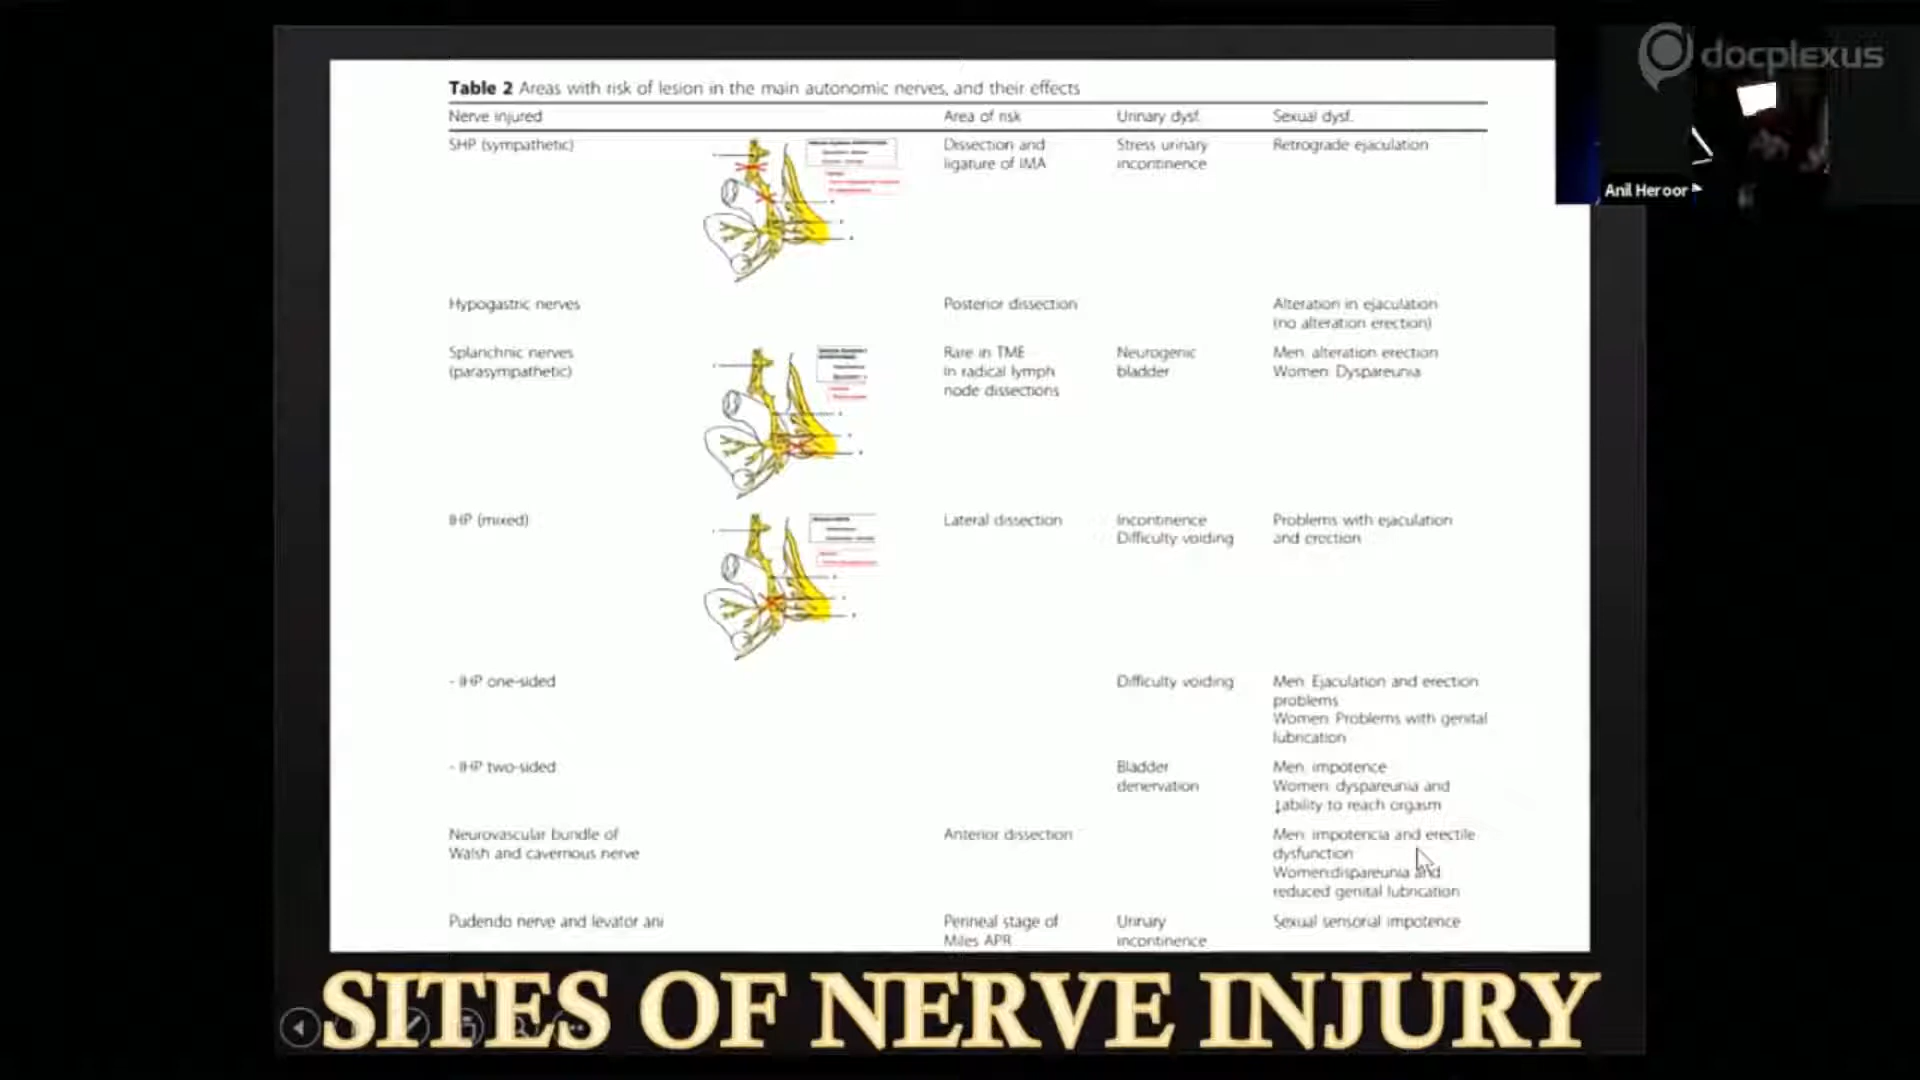 docplexus
Anil Heroor
Table 2 Areas with risk of lesion in the main autonomic nerves, and their effects
Nerve injured Area of risk Urinary dysf. Sexual dysf.
SHP (sympathetic) Dissection and Stress urinary Retrograde ejaculation
ligature of IMA incontinence
Hypogastric nerves Posterior dissection Alteration in ejaculation
(no alteration erection)
Splanchnic nerves Rare in TME Neurogenic Men: alteration erection
(parasympathetic) In radical lymph bladder Women: Dyspareunia
node dissections
IHP (mixed) Lateral dissection Incontinence Problems with ejaculation
Difficulty voiding and erection
- IHP one-sided Difficulty voiding Men: Ejaculation and erection
problems
Women: Problems with genital
lubrication
- IHP two-sided Bladder Men: impotence
denervation Women: dyspareunia and
↓ability to reach orgasm
Neurovascular bundle of Anterior dissection Men: impotencia and erectile
Walsh and cavernous nerve dysfunction
Women:dispareunia and
reduced genital lubrication
Pudendo nerve and levator ani Perineal stage of Urinary Sexual sensorial impotence
Miles APR incontinence
SITES OF NERVE INJURY